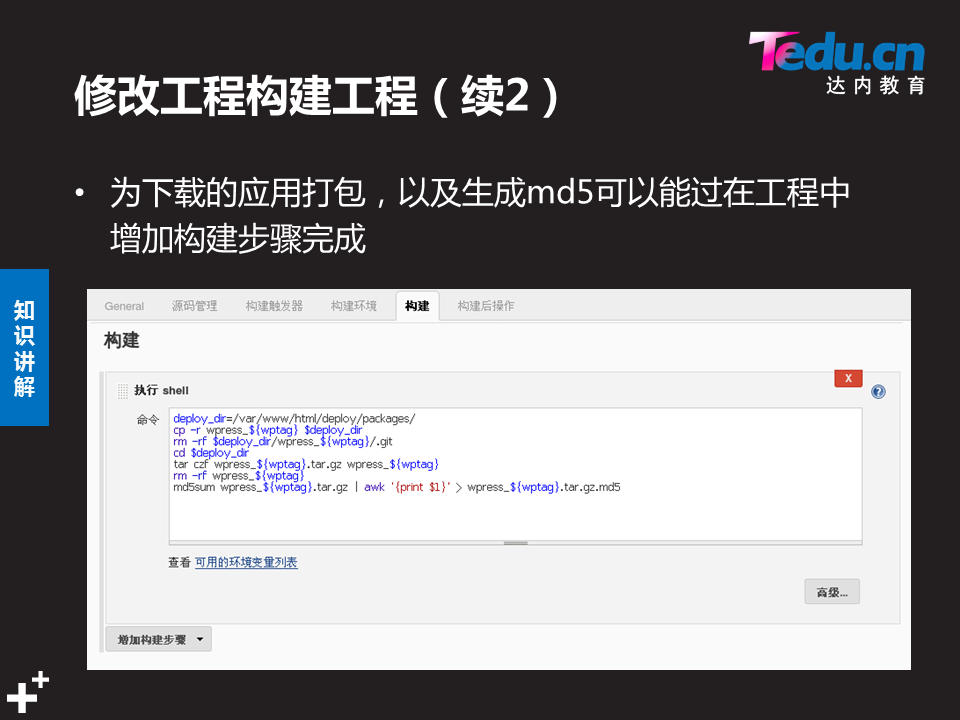 Tedu.cn
达内教育
修改工程构建工程（续2）
• 为下载的应用打包，以及生成md5可以能过在工程中
增加构建步骤完成
知识讲解
General 源码管理 构建触发器 构建环境 构建 构建后操作
构建
执行 shell
X
命令
deploy_dir=/var/www/html/deploy/packages/
cp -r wpress_${wptag} $deploy_dir
rm -rf $deploy_dir/wpress_${wptag}/.git
cd $deploy_dir
tar czf wpress_${wptag}.tar.gz wpress_${wptag}
rm -rf wpress_${wptag}
md5sum wpress_${wptag}.tar.gz | awk '{print $1}' > wpress_${wptag}.tar.gz.md5
查看 可用的环境变量列表
高级...
增加构建步骤